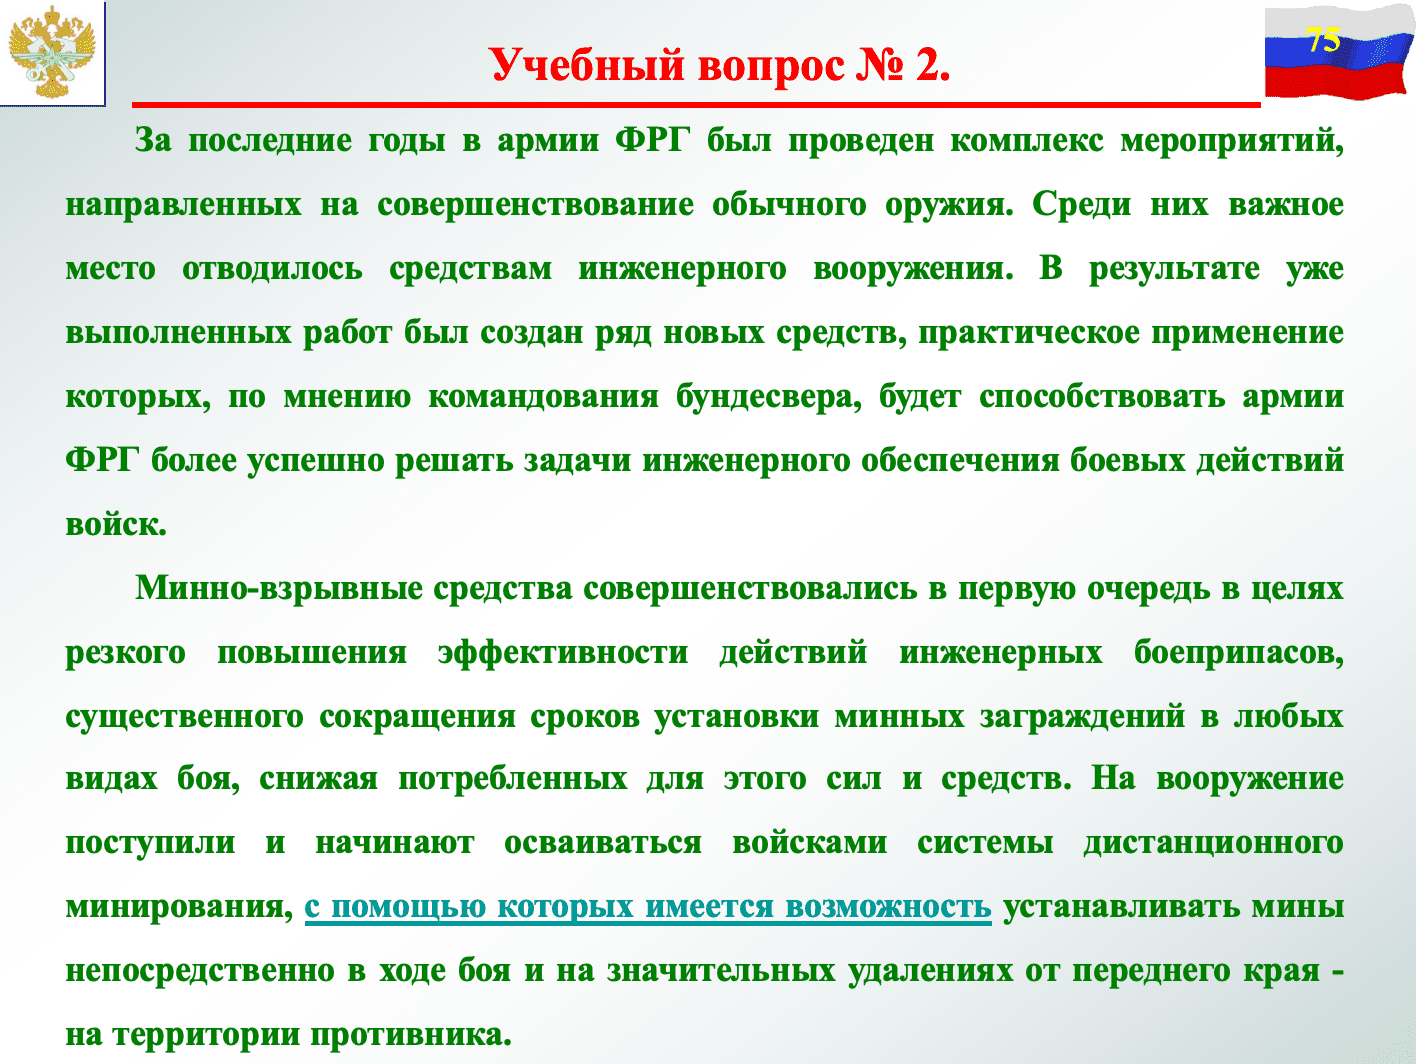 75
Учебный вопрос № 2.
За последние годы в армии ФРГ был проведен комплекс мероприятий,
направленных на совершенствование обычного оружия. Среди них важное
место отводилось средствам инженерного вооружения. В результате уже
выполненных работ был создан ряд новых средств, практическое применение
которых, по мнению командования бундесвера, будет способствовать армии
ФРГ более успешно решать задачи инженерного обеспечения боевых действий
войск.
Минно-взрывные средства совершенствовались в первую очередь в целях
резкого повышения эффективности действий инженерных боеприпасов,
существенного сокращения сроков установки минных заграждений в любых
видах боя, снижая потребленных для этого сил и средств. На вооружение
поступили и начинают осваиваться войсками системы дистанционного
минирования, с помощью которых имеется возможность устанавливать мины
непосредственно в ходе боя и на значительных удалениях от переднего края -
на территории противника.